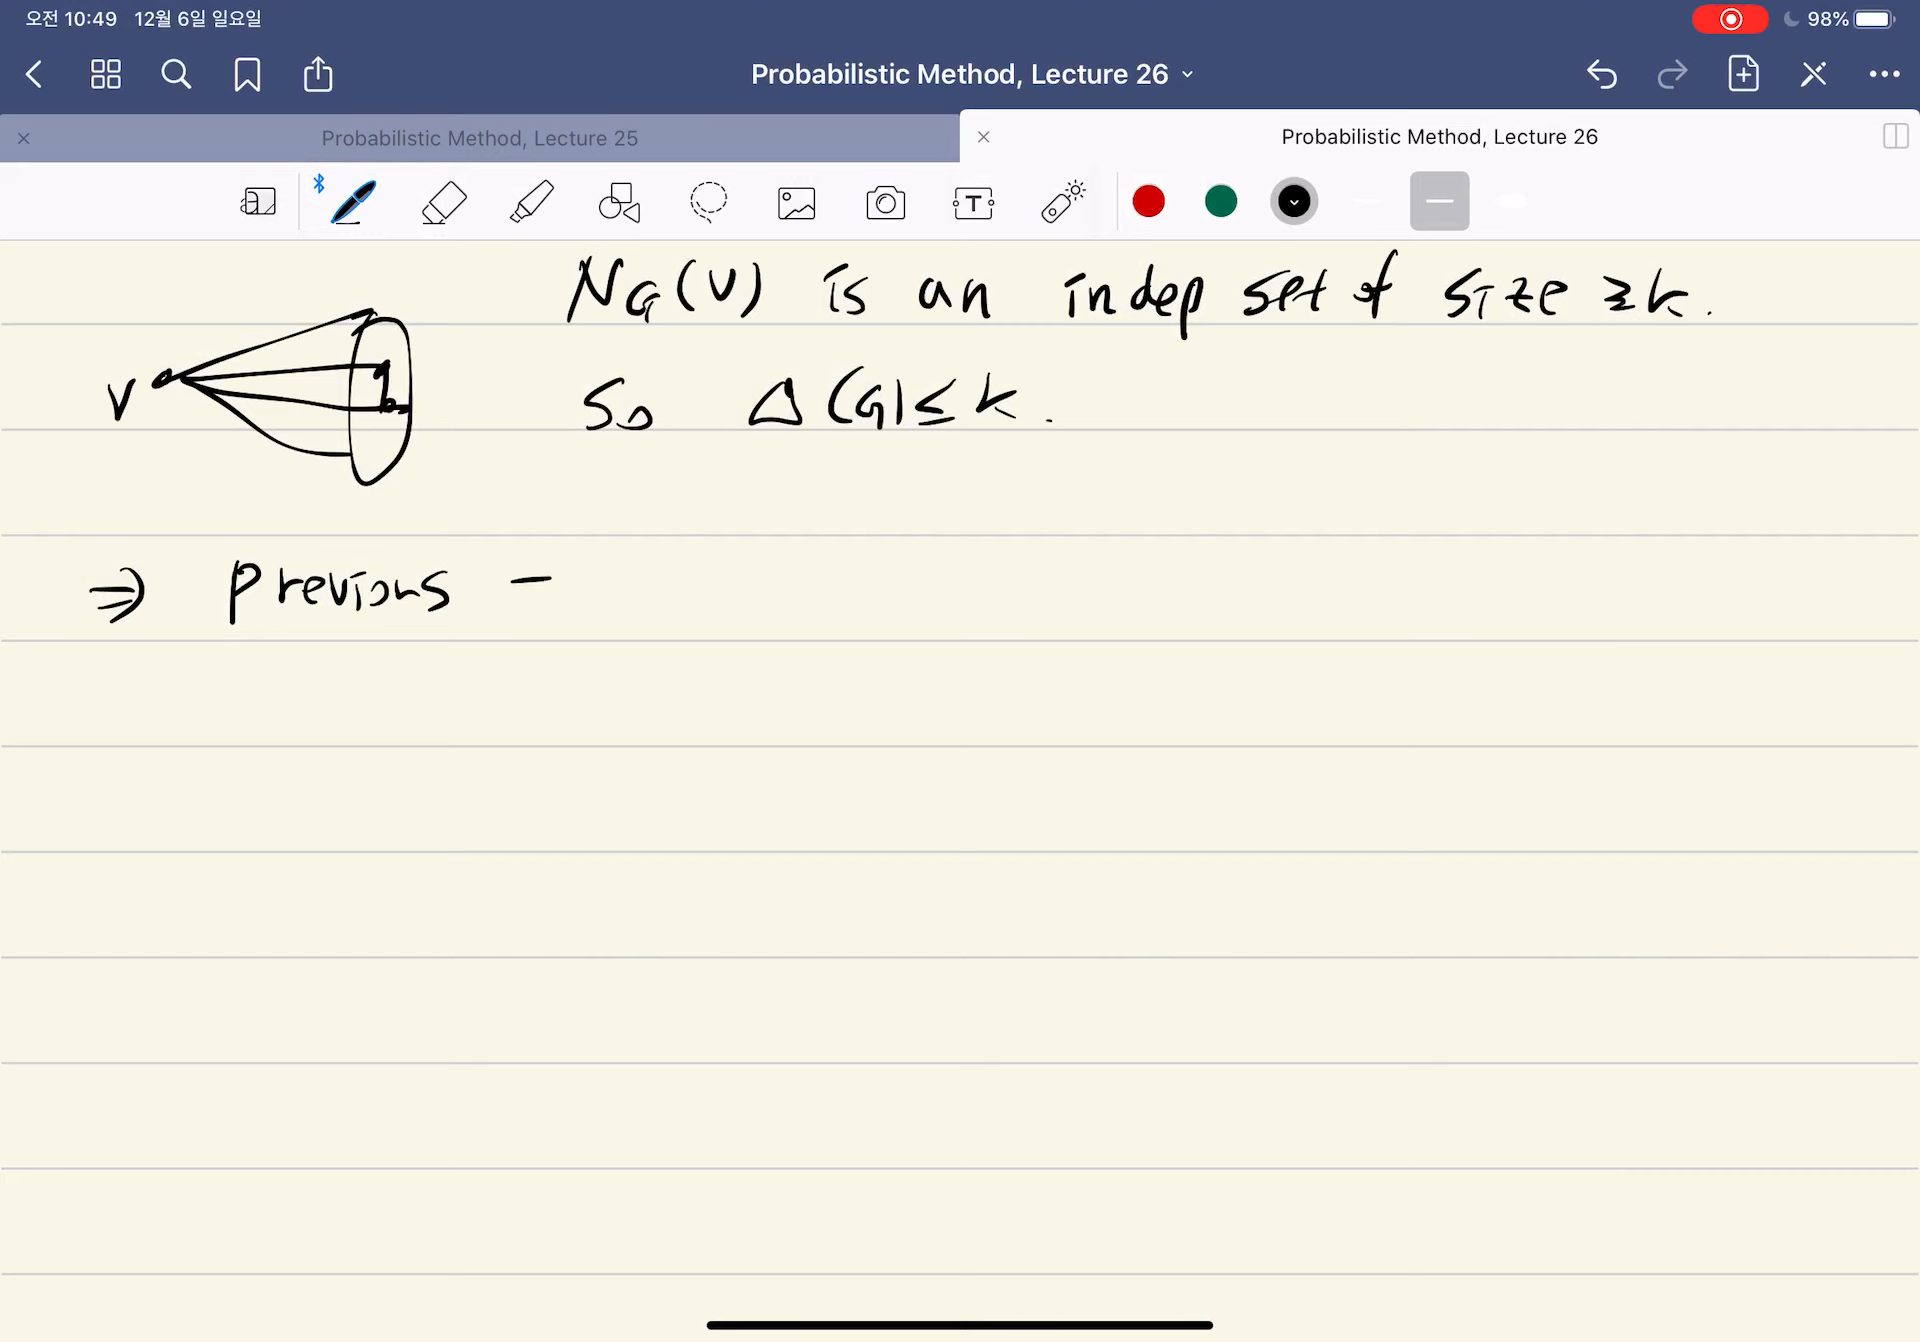 오전 10:49 12월 6일 일요일
98%
Probabilistic Method, Lecture 26
Probabilistic Method, Lecture 25
Probabilistic Method, Lecture 26
N_G(v) is an indep set of size ≥k.
v
So Δ(G)≤k.
⇒ previous